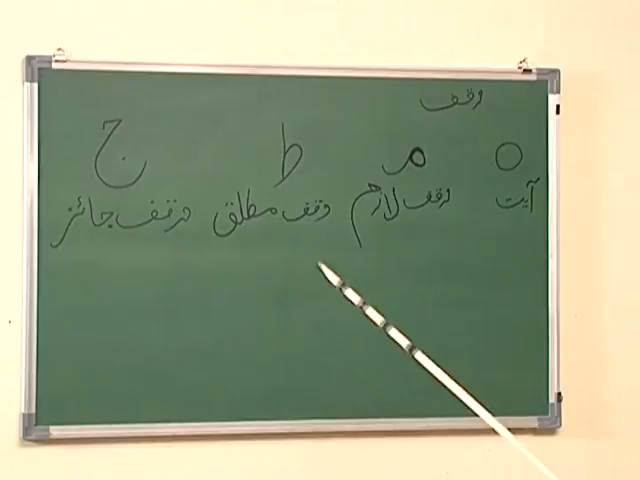 وقف
○ م ط ج
آیت وقف لازم وقف مطلق وقف جائز